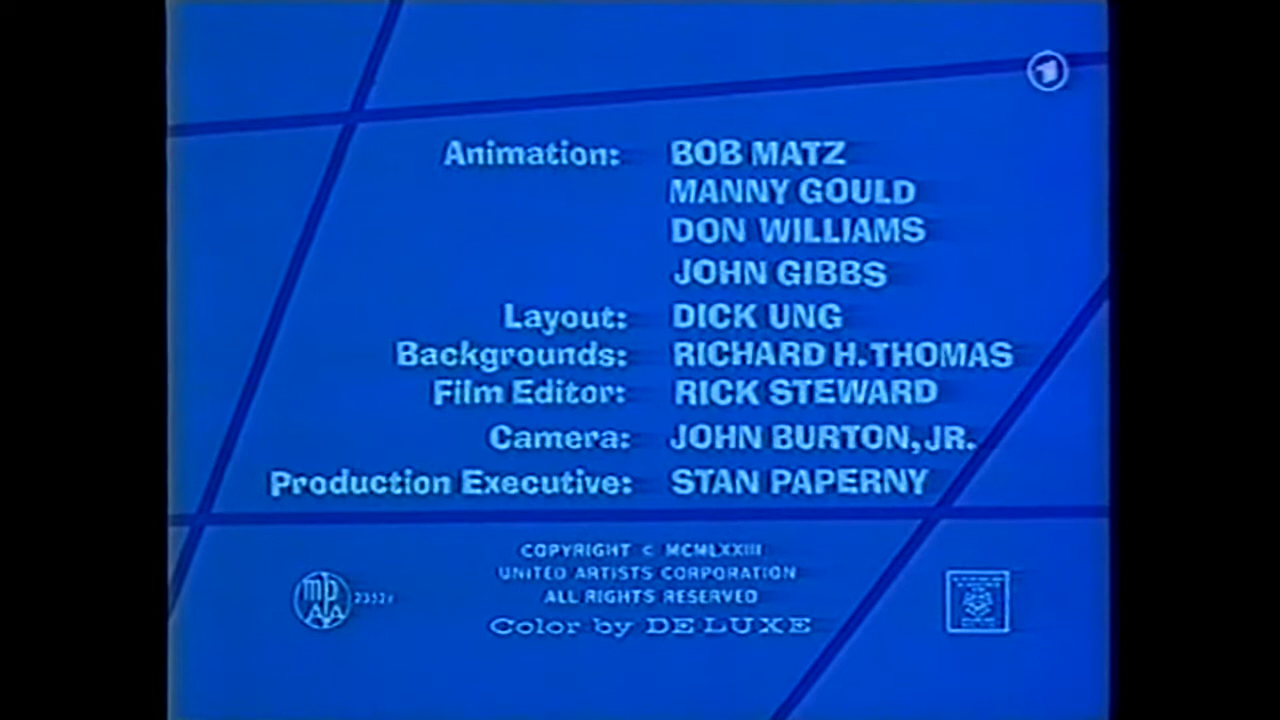 Animation: BOB MATZ
MANNY GOULD
DON WILLIAMS
JOHN GIBBS
Layout: DICK UNG
Backgrounds: RICHARD H. THOMAS
Film Editor: RICK STEWARD
Camera: JOHN BURTON, JR.
Production Executive: STAN PAPERNY
COPYRIGHT © MCMLXXIII
UNITED ARTISTS CORPORATION
ALL RIGHTS RESERVED
Color by DE LUXE
mp
AA